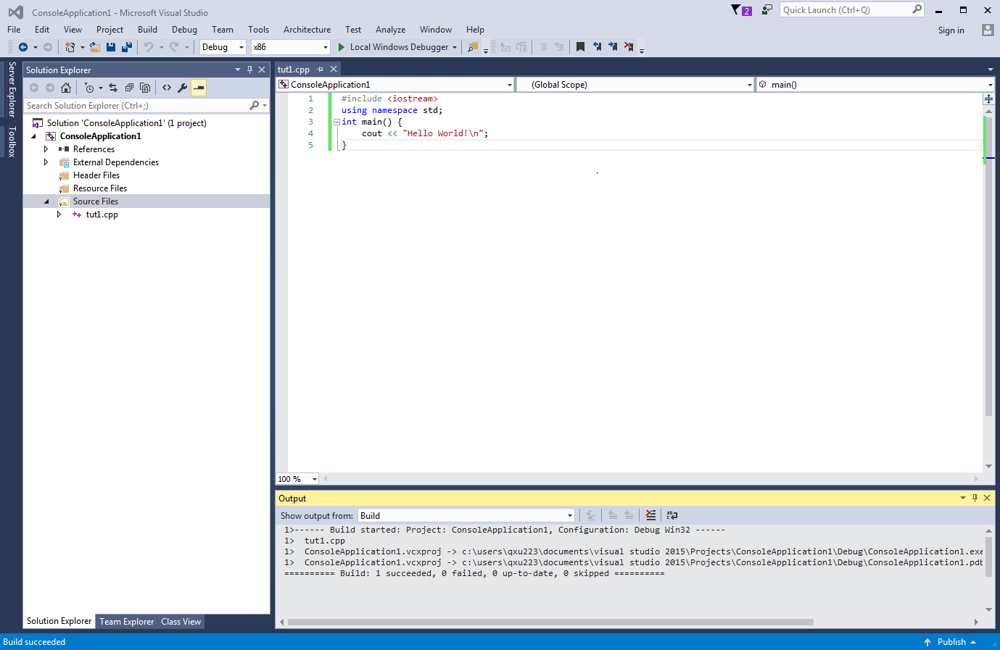 ConsoleApplication1 - Microsoft Visual Studio
2
Quick Launch (Ctrl+Q)
File Edit View Project Build Debug Team Tools Architecture Test Analyze Window Help
Sign in
Debug x86 Local Windows Debugger
Server Explorer
Toolbox
Solution Explorer
Search Solution Explorer (Ctrl+;)
Solution 'ConsoleApplication1' (1 project)
ConsoleApplication1
References
External Dependencies
Header Files
Resource Files
Source Files
tut1.cpp
Solution Explorer Team Explorer Class View
tut1.cpp
ConsoleApplication1 (Global Scope) main()
1 #include <iostream>
2 using namespace std;
3 int main() {
4 cout << "Hello World!\n";
5 }
100 %
Output
Show output from: Build
1>------ Build started: Project: ConsoleApplication1, Configuration: Debug Win32 ------
1> tut1.cpp
1> ConsoleApplication1.vcxproj -> c:\users\qxu223\documents\visual studio 2015\Projects\ConsoleApplication1\Debug\ConsoleApplication1.exe
1> ConsoleApplication1.vcxproj -> c:\users\qxu223\documents\visual studio 2015\Projects\ConsoleApplication1\Debug\ConsoleApplication1.pdb
========== Build: 1 succeeded, 0 failed, 0 up-to-date, 0 skipped ==========
Build succeeded
Publish